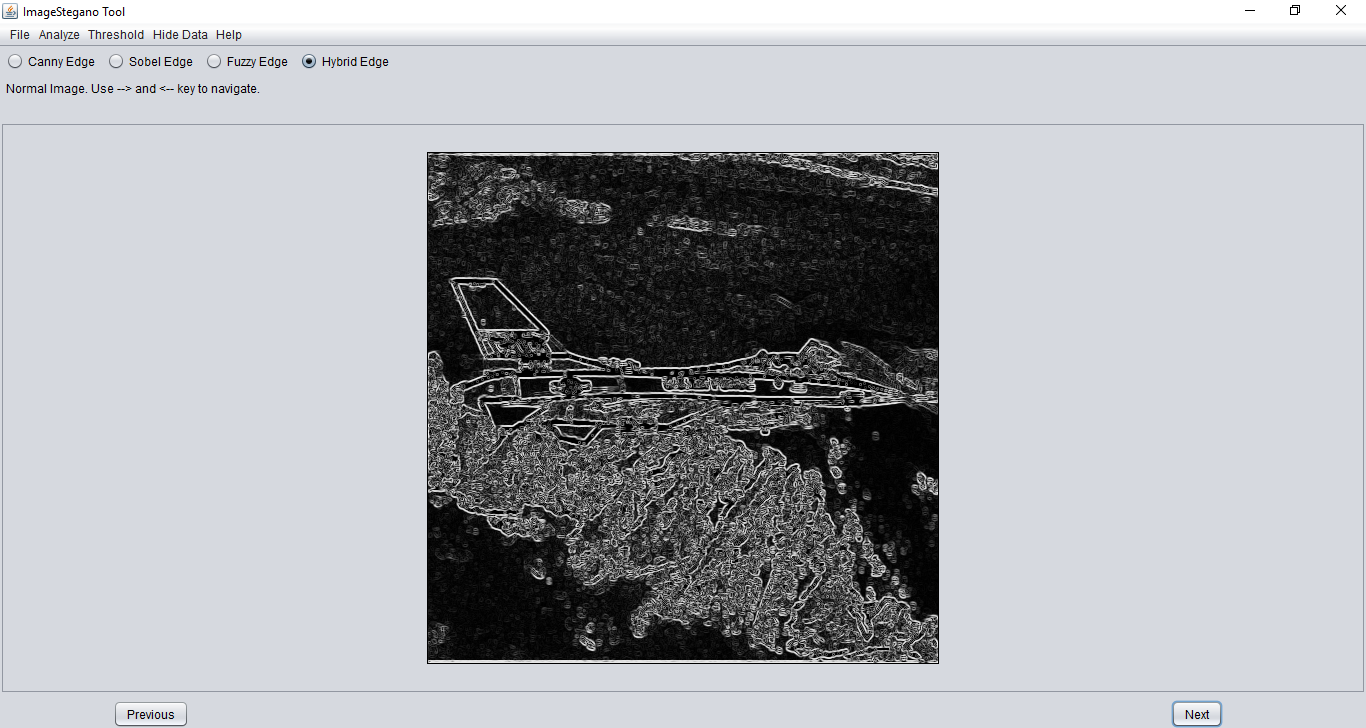 ImageStegano Tool
File Analyze Threshold Hide Data Help
Canny Edge Sobel Edge Fuzzy Edge Hybrid Edge
Normal Image. Use --> and <-- key to navigate.
Previous Next